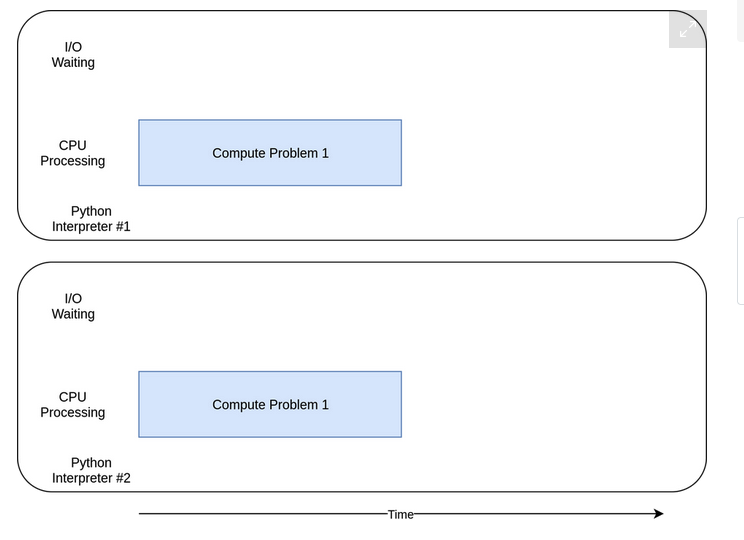 I/O
Waiting
CPU
Processing
Compute Problem 1
Python
Interpreter #1
I/O
Waiting
CPU
Processing
Compute Problem 1
Python
Interpreter #2
Time